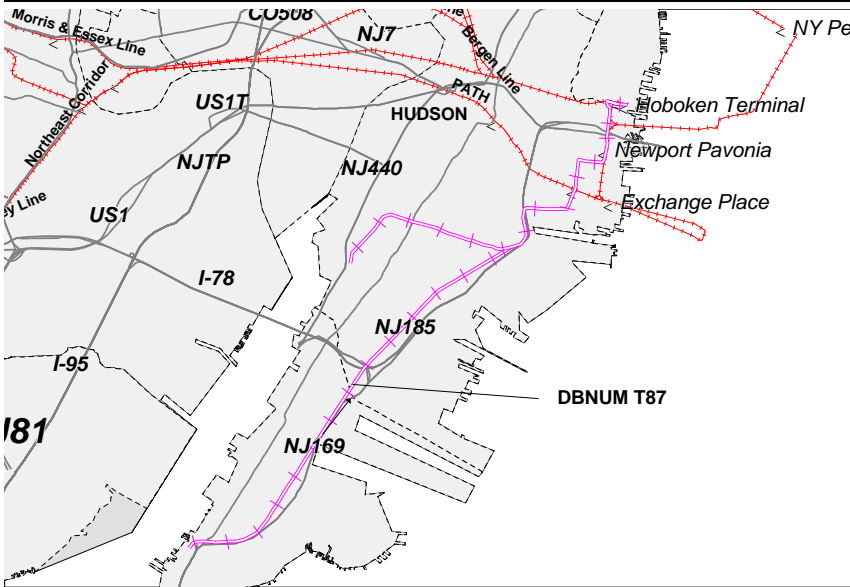 CO508
Morris & Essex Line
NJ7
Bergen Line
NY Pe
Northeast Corridor
US1T
PATH
HUDSON
Hoboken Terminal
Newport Pavonia
NJTP
NJ440
ey Line
US1
Exchange Place
I-78
NJ185
I-95
DBNUM T87
J81
NJ169